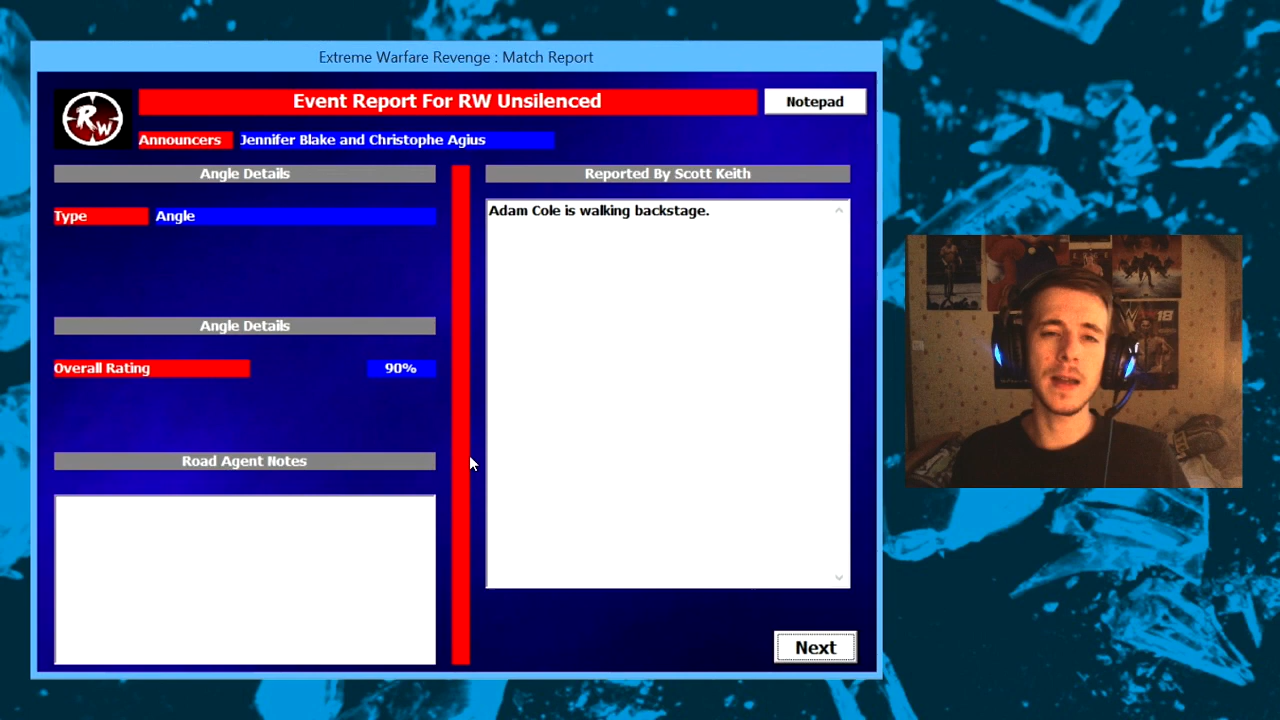 Extreme Warfare Revenge : Match Report
RW
Event Report For RW Unsilenced
Notepad
Announcers
Jennifer Blake and Christophe Agius
Angle Details
Reported By Scott Keith
Type
Angle
Adam Cole is walking backstage.
Angle Details
Overall Rating
90%
Road Agent Notes
Next
18